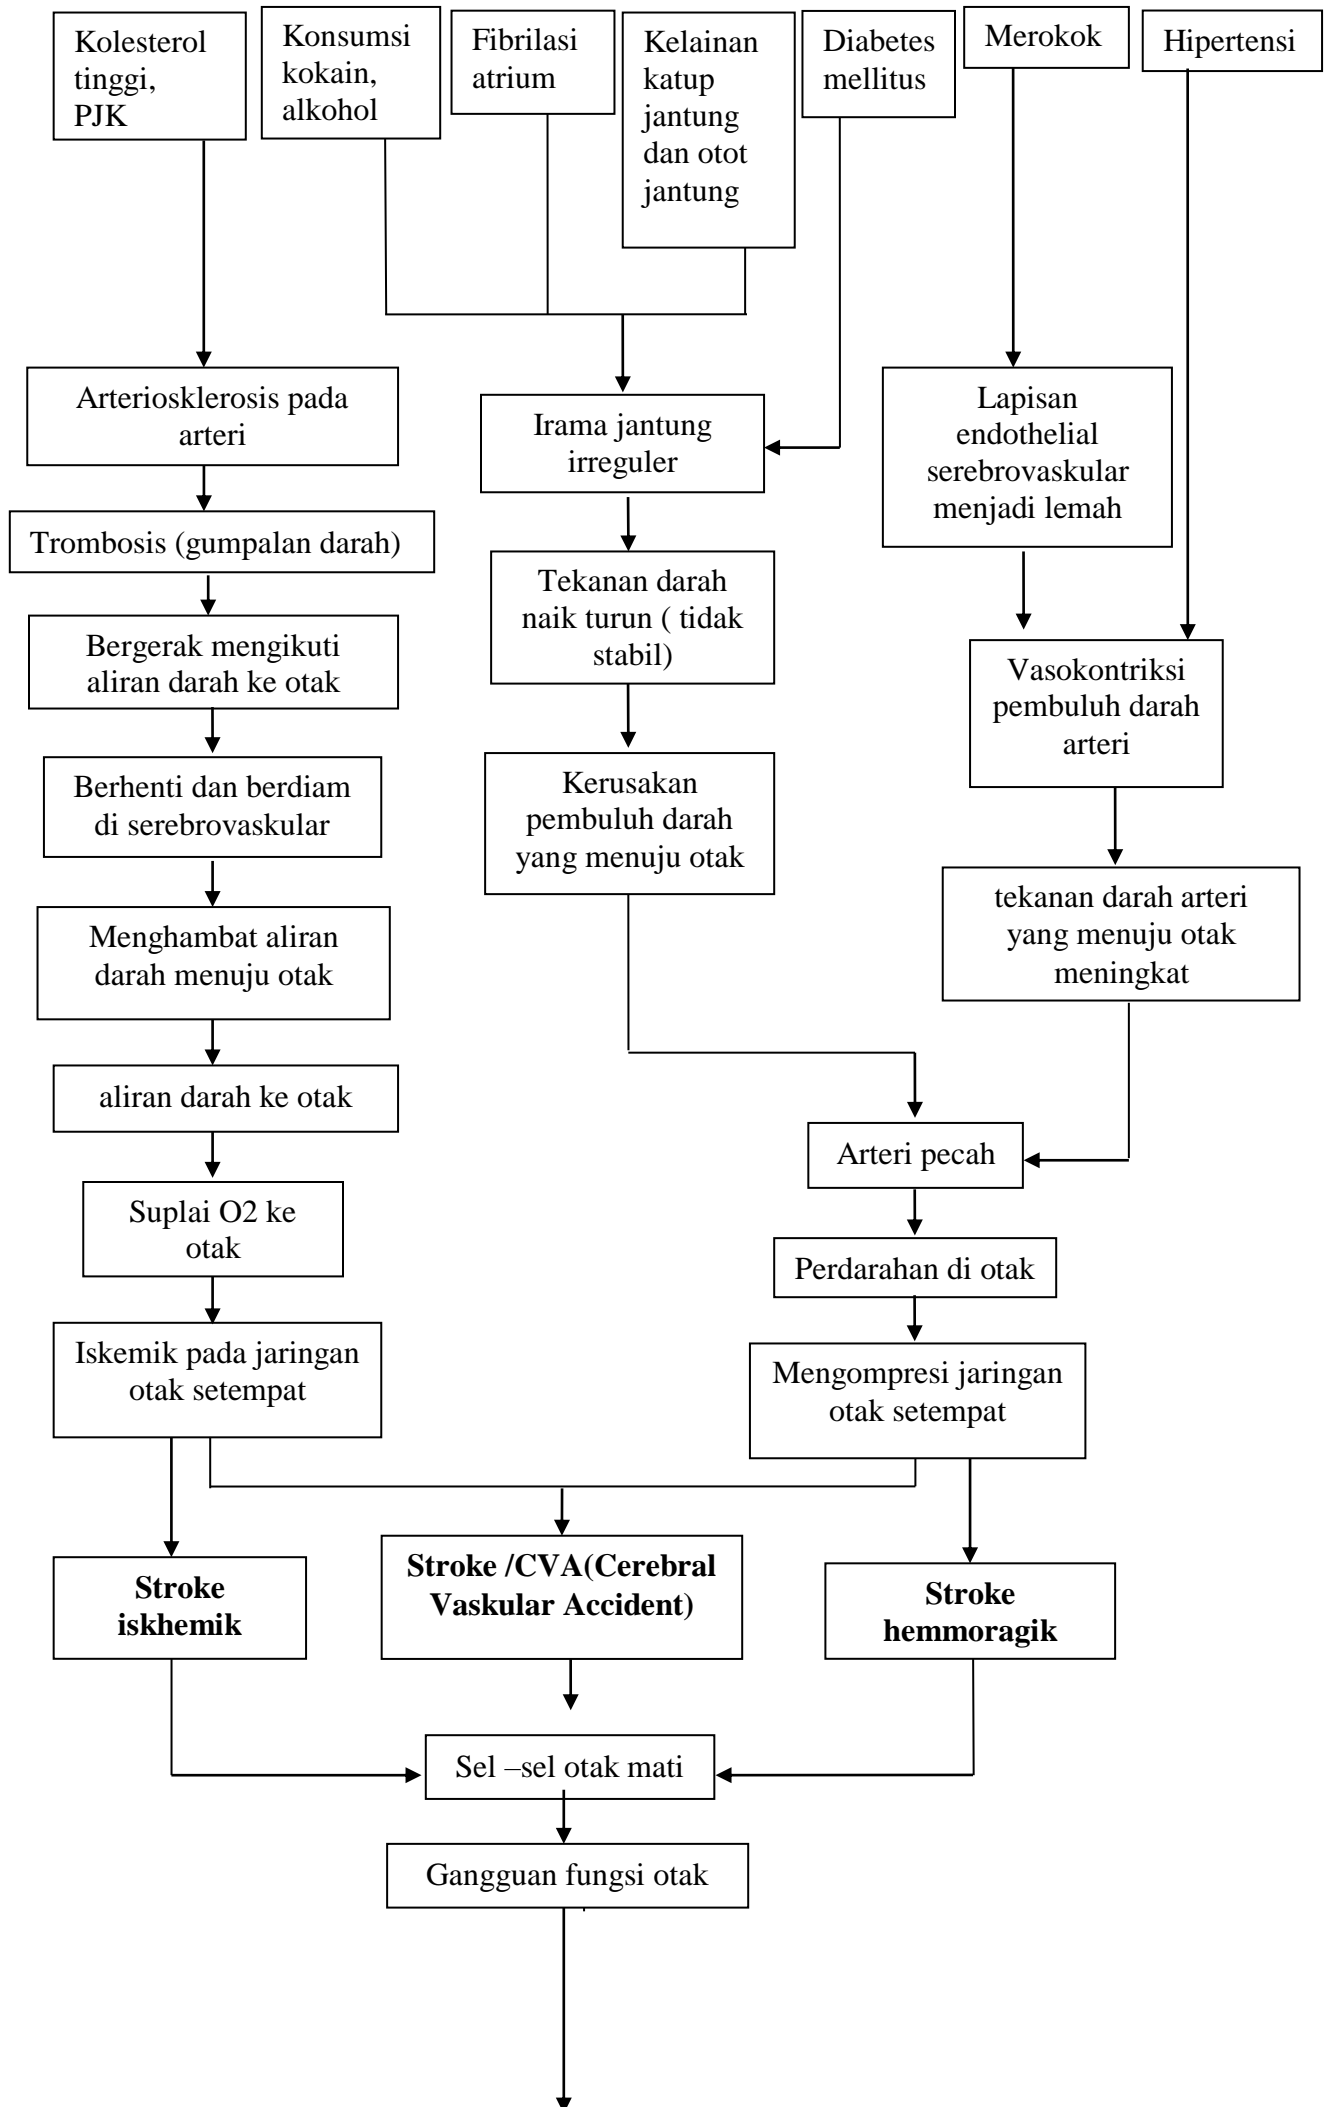 Kolesterol
tinggi,
PJK
Konsumsi
kokain,
alkohol
Fibrilasi
atrium
Kelainan
katup
jantung
dan otot
jantung
Diabetes
mellitus
Merokok
Hipertensi
Arteriosklerosis pada
arteri
Irama jantung
irreguler
Lapisan
endothelial
serebrovaskular
menjadi lemah
Trombosis (gumpalan darah)
Tekanan darah
naik turun ( tidak
stabil)
Bergerak mengikuti
aliran darah ke otak
Vasokontriksi
pembuluh darah
arteri
Berhenti dan berdiam
di serebrovaskular
Kerusakan
pembuluh darah
yang menuju otak
Menghambat aliran
darah menuju otak
tekanan darah arteri
yang menuju otak
meningkat
aliran darah ke otak
Arteri pecah
Suplai O2 ke
otak
Perdarahan di otak
Iskemik pada jaringan
otak setempat
Mengompresi jaringan
otak setempat
Stroke
iskhemik
Stroke /CVA(Cerebral
Vaskular Accident)
Stroke
hemmoragik
Sel –sel otak mati
Gangguan fungsi otak